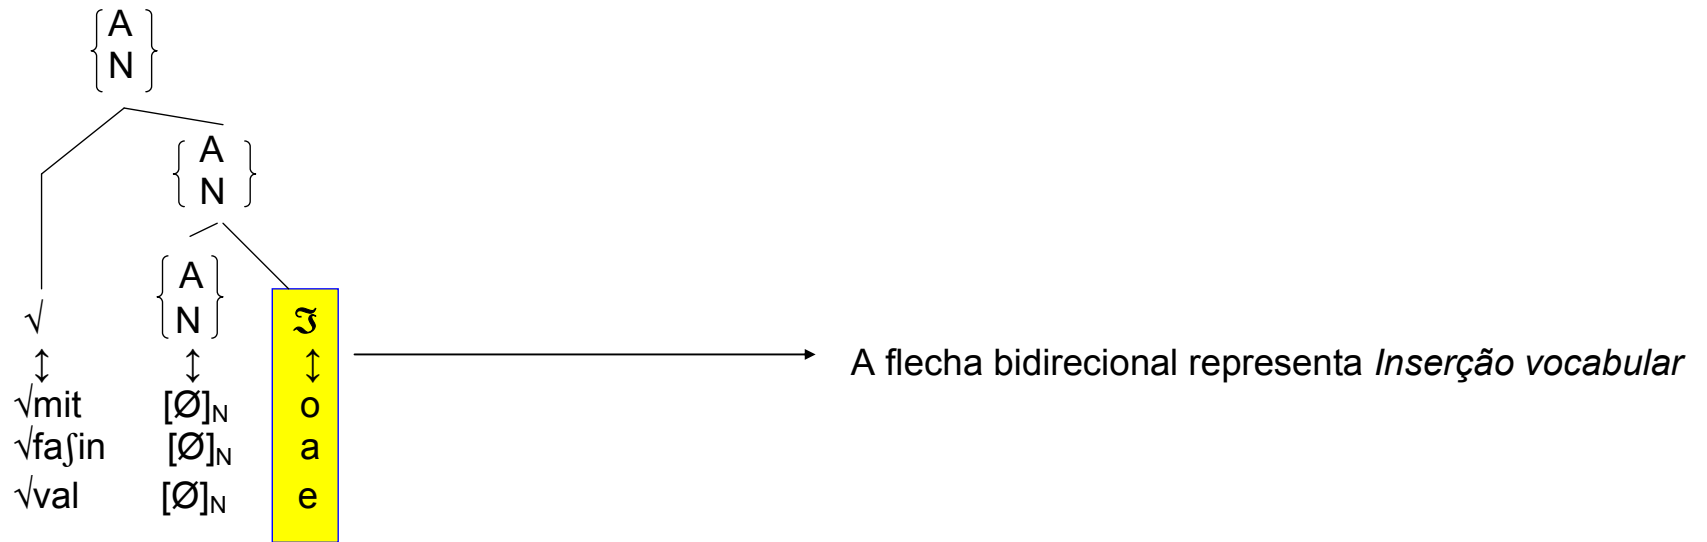 A
N
A
N
A
N
√ ℑ
↕ ↕ ↕ A flecha bidirecional representa Inserção vocabular
√mit [Ø]N o
√faʃin [Ø]N a
√val [Ø]N e